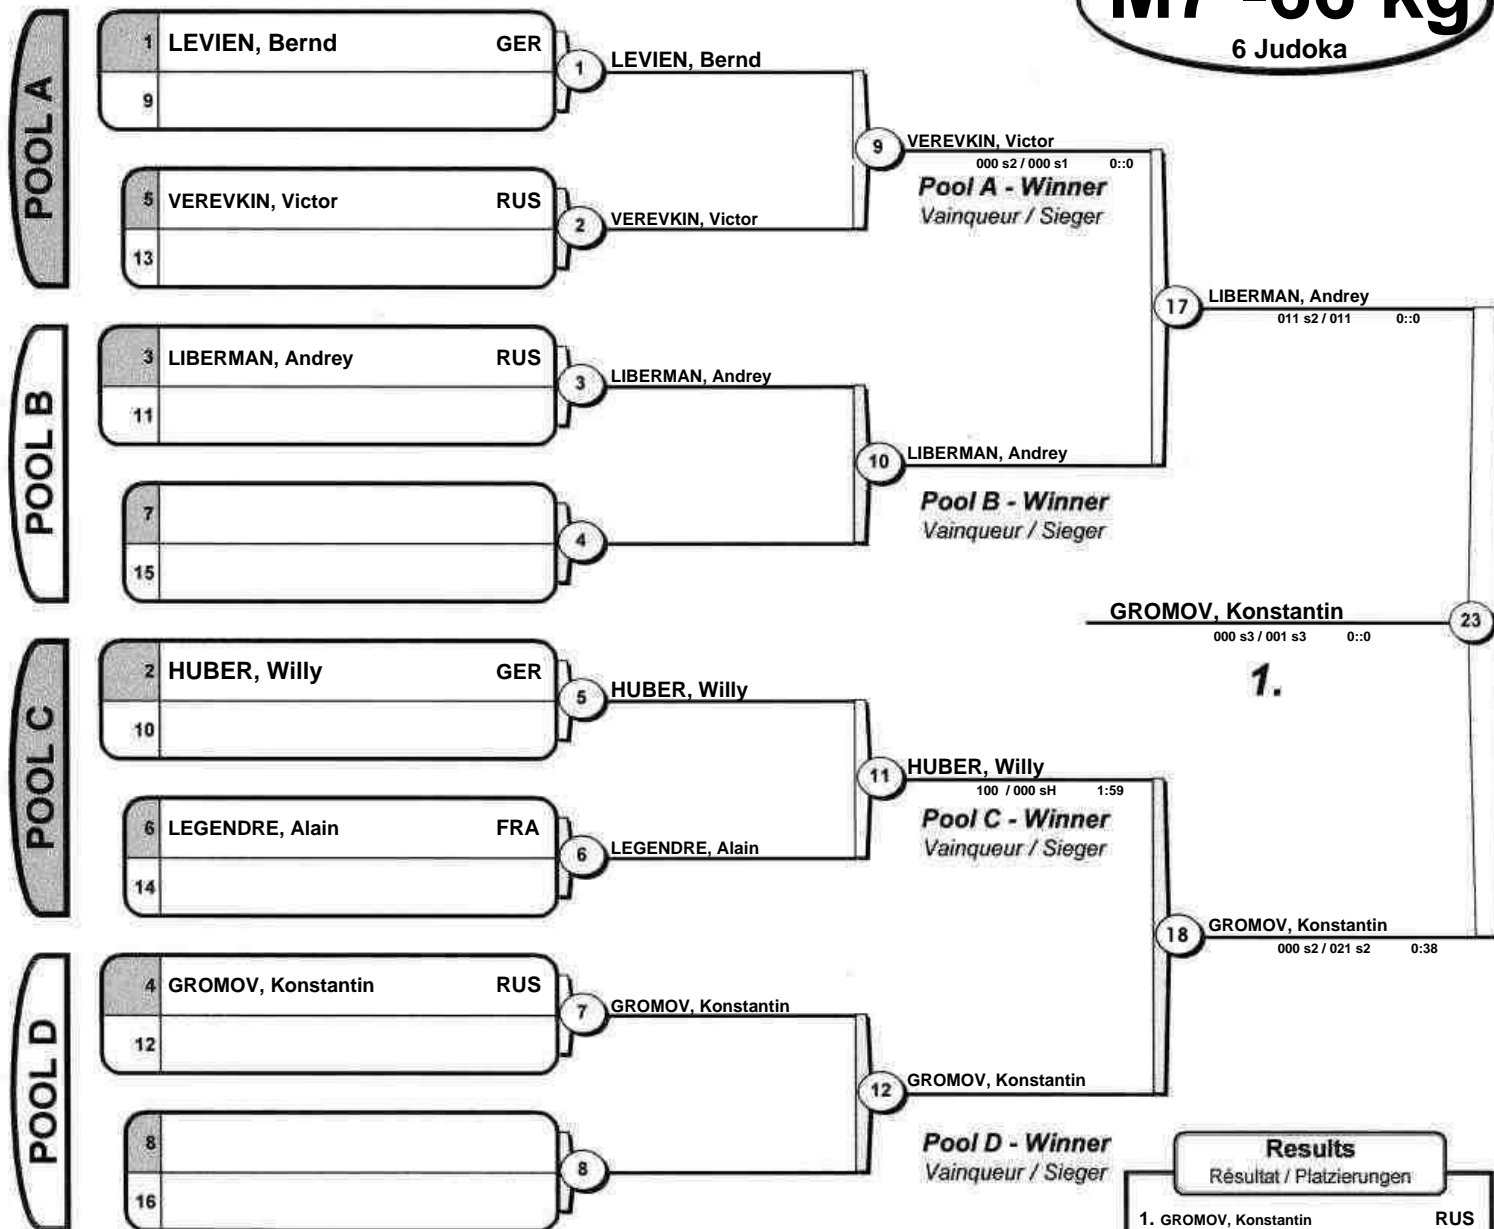 M7 -66 kg
6 Judoka
POOL A
1 LEVIEN, Bernd GER
9
5 VEREVKIN, Victor RUS
13
1 LEVIEN, Bernd
2 VEREVKIN, Victor
9 VEREVKIN, Victor
000 s2 / 000 s1 0::0
Pool A - Winner
Vainqueur / Sieger
POOL B
3 LIBERMAN, Andrey RUS
11
7
15
3 LIBERMAN, Andrey
4
10 LIBERMAN, Andrey
Pool B - Winner
Vainqueur / Sieger
17 LIBERMAN, Andrey
011 s2 / 011 0::0
GROMOV, Konstantin 23
000 s3 / 001 s3 0::0
1.
POOL C
2 HUBER, Willy GER
10
6 LEGENDRE, Alain FRA
14
5 HUBER, Willy
6 LEGENDRE, Alain
11 HUBER, Willy
100 / 000 sH 1:59
Pool C - Winner
Vainqueur / Sieger
18 GROMOV, Konstantin
000 s2 / 021 s2 0:38
POOL D
4 GROMOV, Konstantin RUS
12
8
16
7 GROMOV, Konstantin
8
12 GROMOV, Konstantin
Pool D - Winner
Vainqueur / Sieger
Results
Résultat / Platzierungen
1. GROMOV, Konstantin RUS